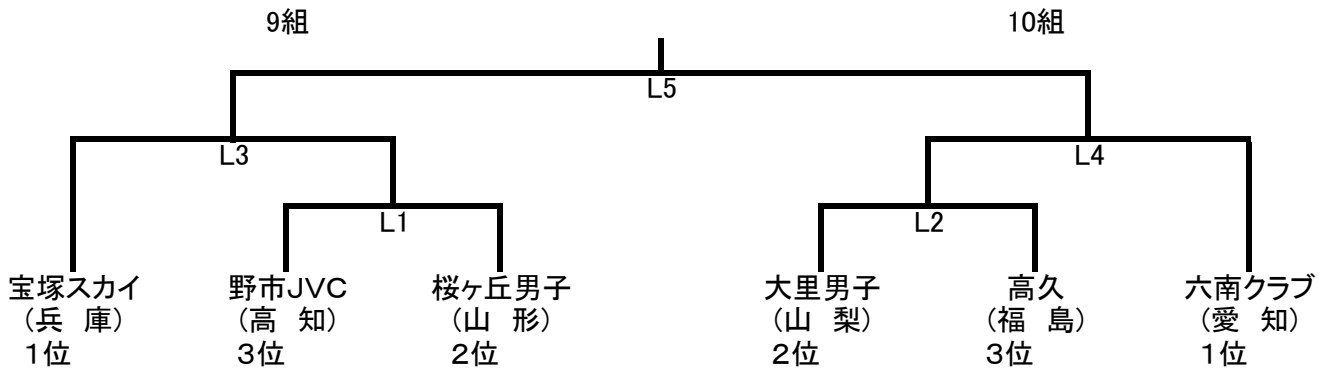 9組 10組
L5
L3 L4
L1 L2
宝塚スカイ 野市JVC 桜ヶ丘男子 大里男子 高久 六南クラブ
(兵 庫) (高 知) (山 形) (山 梨) (福 島) (愛 知)
1位 3位 2位 2位 3位 1位